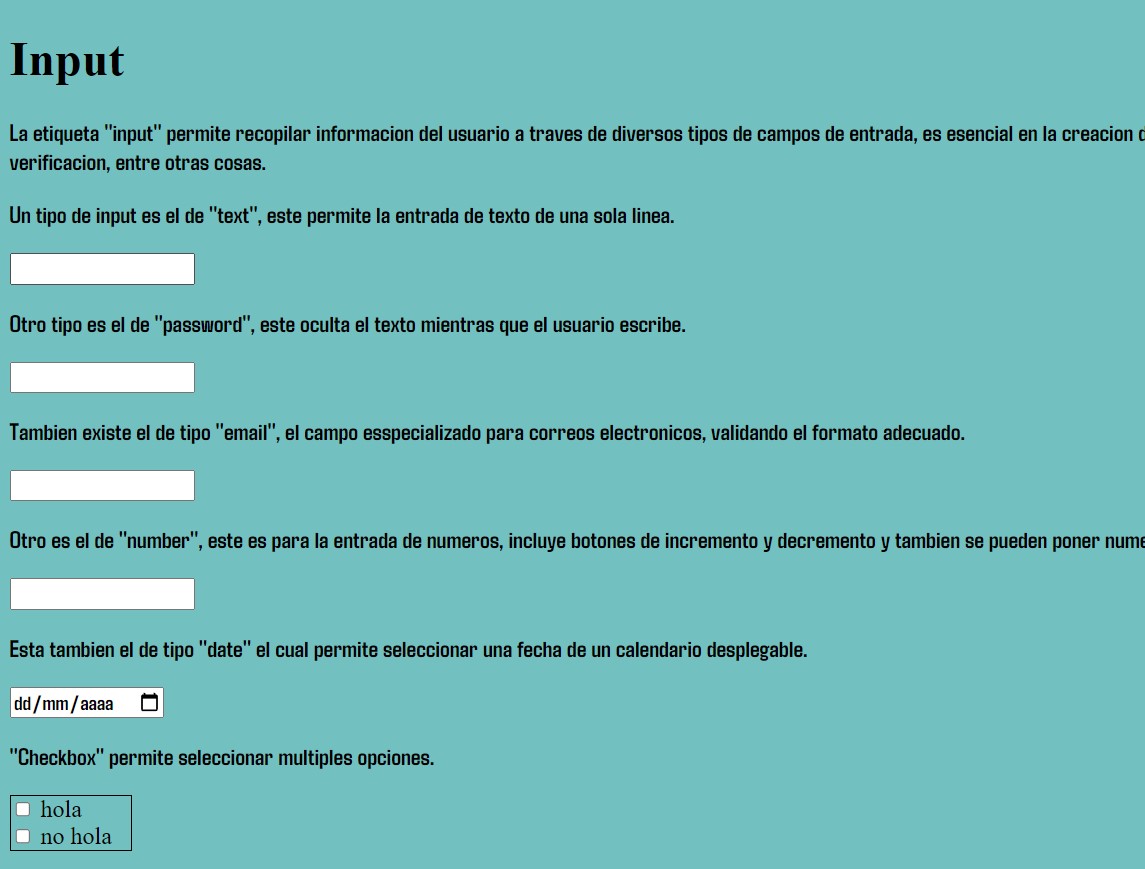 Input
La etiqueta "input" permite recopilar informacion del usuario a traves de diversos tipos de campos de entrada, es esencial en la creacion
verificacion, entre otras cosas.
Un tipo de input es el de "text", este permite la entrada de texto de una sola linea.
Otro tipo es el de "password", este oculta el texto mientras que el usuario escribe.
Tambien existe el de tipo "email", el campo esspecializado para correos electronicos, validando el formato adecuado.
Otro es el de "number", este es para la entrada de numeros, incluye botones de incremento y decremento y tambien se pueden poner
Esta tambien el de tipo "date" el cual permite seleccionar una fecha de un calendario desplegable.
dd/mm/aaaa
"Checkbox" permite seleccionar multiples opciones.
hola
no hola